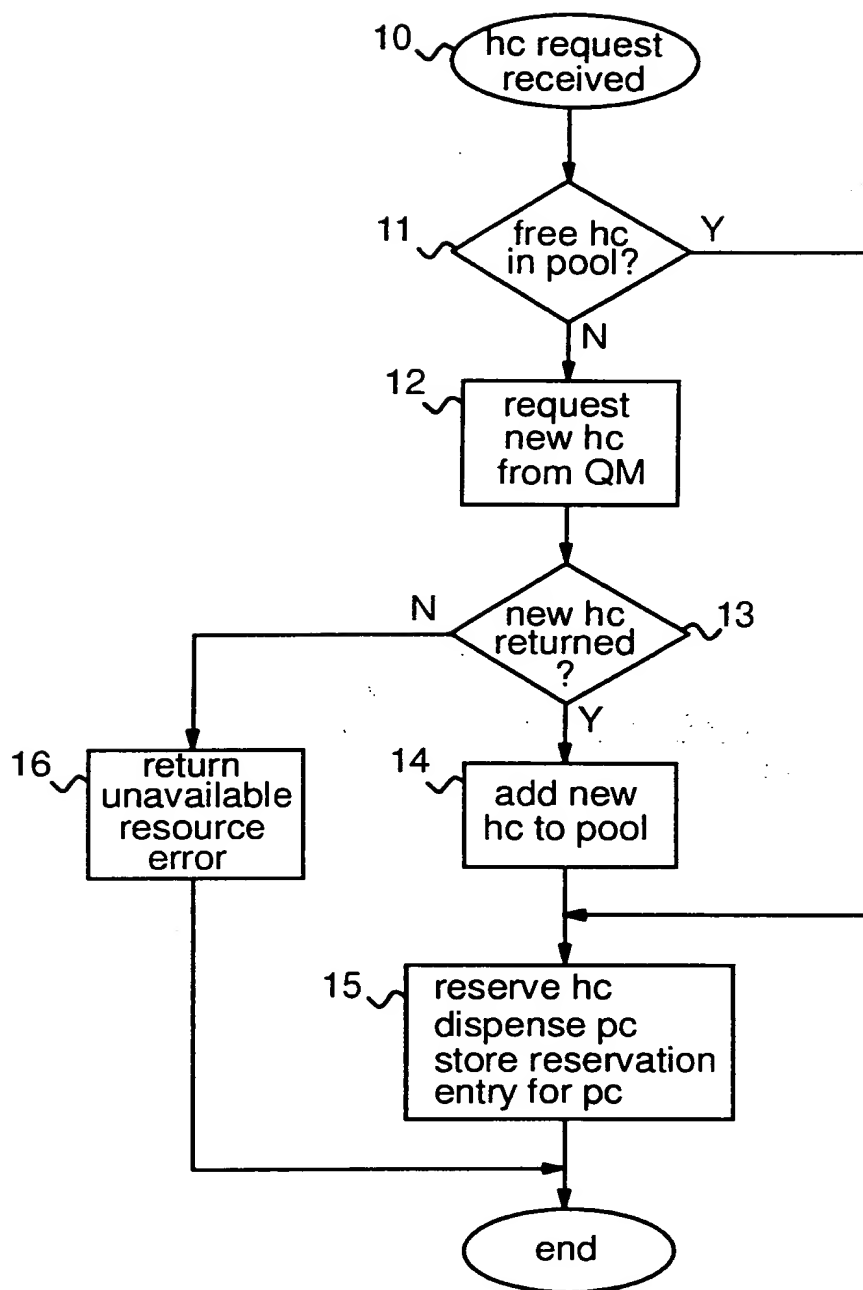 10
hc request
received
11
free hc
in pool?
Y
N
12
request
new hc
from QM
N
new hc
returned
?
13
Y
16
return
unavailable
resource
error
14
add new
hc to pool
15
reserve hc
dispense pc
store reservation
entry for pc
end